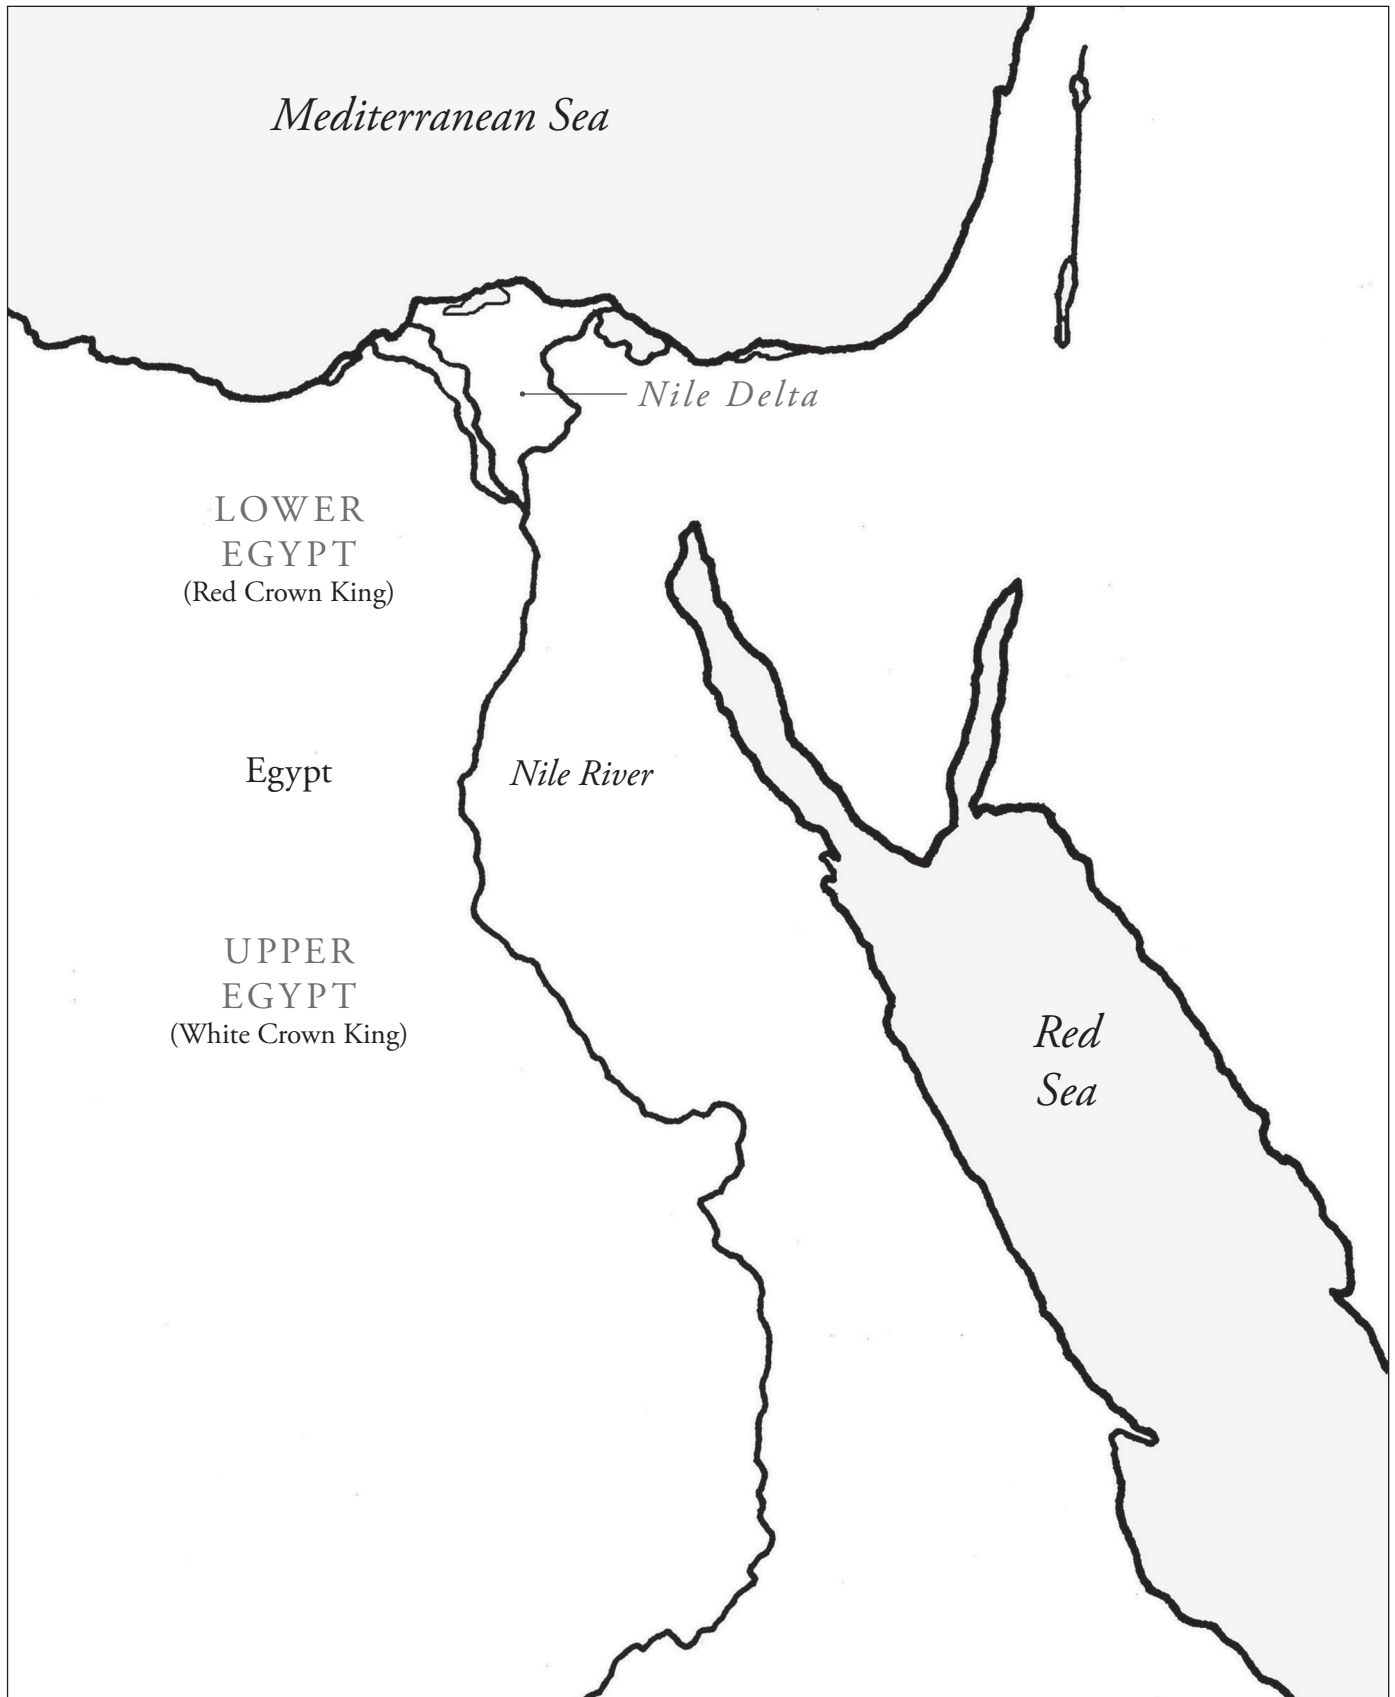 Mediterranean Sea
Nile Delta
LOWER
EGYPT
(Red Crown King)
Egypt
Nile River
UPPER
EGYPT
(White Crown King)
Red
Sea